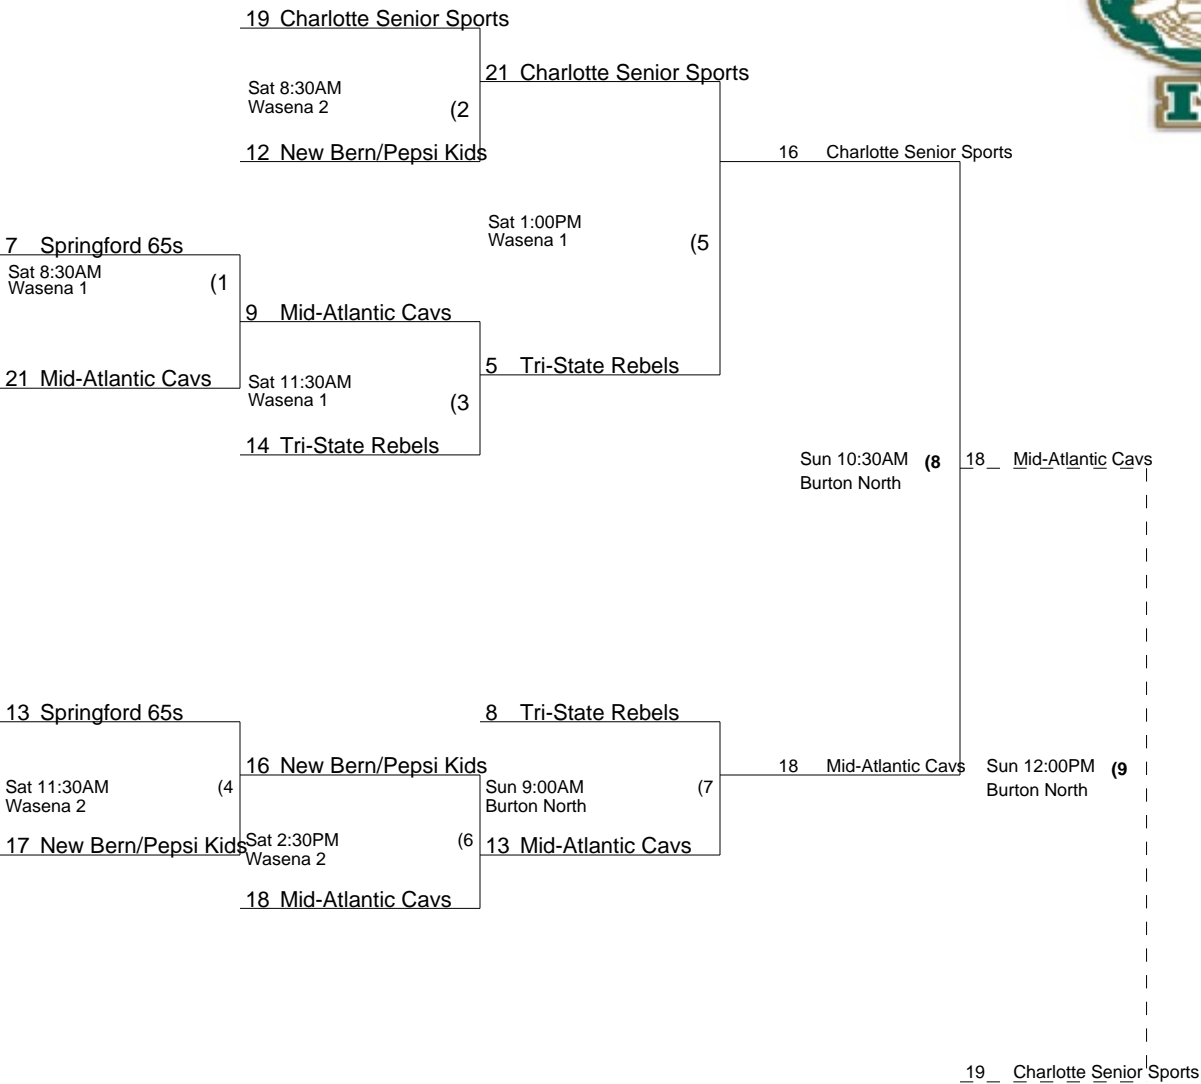 19 Charlotte Senior Sports
21 Charlotte Senior Sports
Sat 8:30AM
Wasena 2
(2
12 New Bern/Pepsi Kids
16 Charlotte Senior Sports
Sat 1:00PM
Wasena 1
(5
7 Springford 65s
Sat 8:30AM
Wasena 1
(1
9 Mid-Atlantic Cavs
5 Tri-State Rebels
21 Mid-Atlantic Cavs
Sat 11:30AM
Wasena 1
(3
14 Tri-State Rebels
Sun 10:30AM (8
Burton North
18 Mid-Atlantic Cavs
13 Springford 65s
8 Tri-State Rebels
16 New Bern/Pepsi Kids
18 Mid-Atlantic Cavs
Sun 12:00PM (9
Burton North
Sat 11:30AM
Wasena 2
(4
Sun 9:00AM
Burton North
(7
17 New Bern/Pepsi Kids
Sat 2:30PM
Wasena 2
(6
13 Mid-Atlantic Cavs
18 Mid-Atlantic Cavs
19 Charlotte Senior Sports